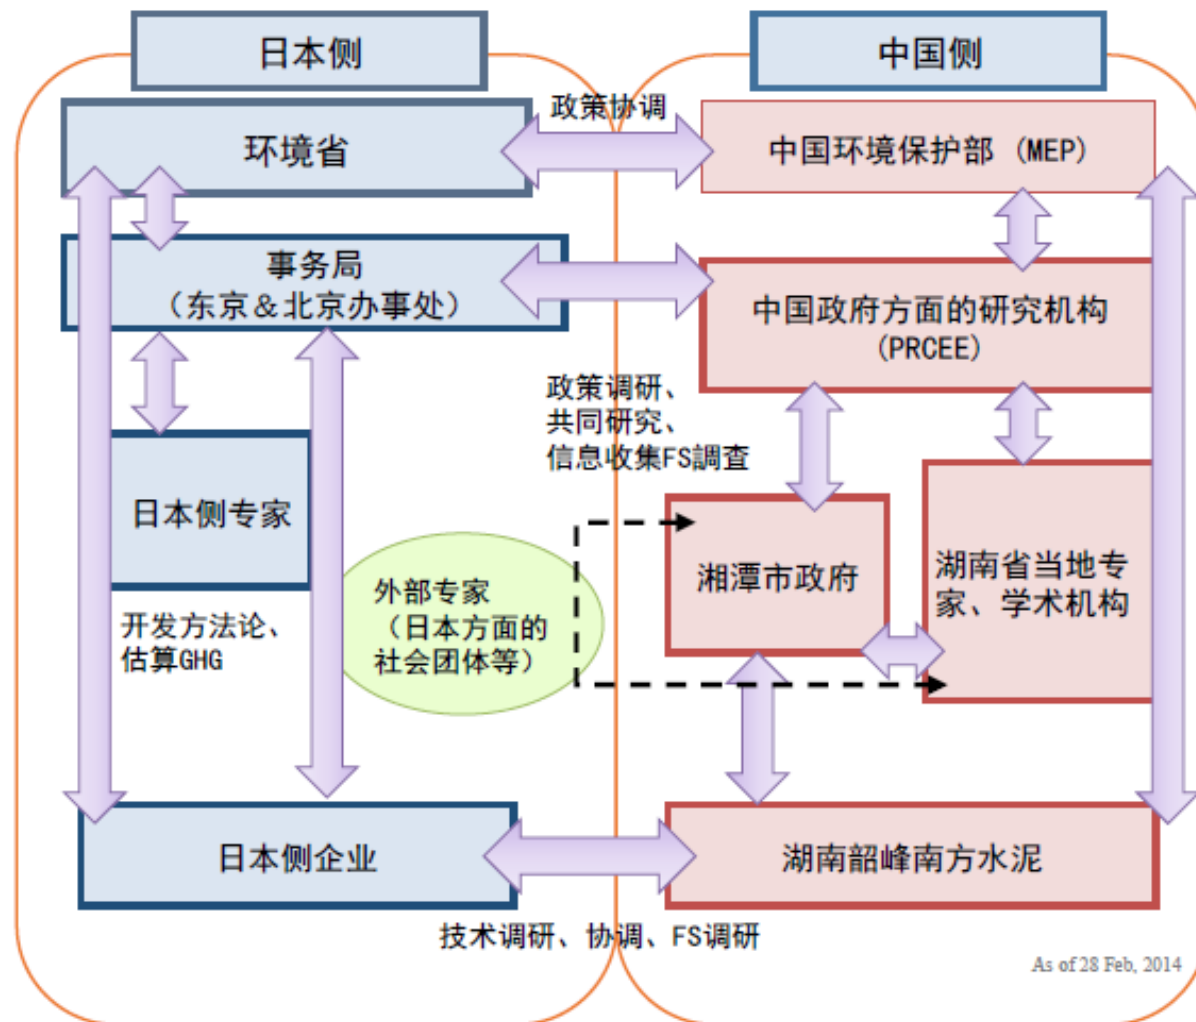 日本侧
中国侧
政策协调
环境省
中国环境保护部 (MEP)
事务局
（东京＆北京办事处）
中国政府方面的研究机构
(PRCEE)
政策调研、
共同研究、
信息收集FS調査
日本侧专家
外部专家
（日本方面的
社会团体等）
湘潭市政府
湖南省当地专
家、学术机构
开发方法论、
估算GHG
日本侧企业
湖南韶峰南方水泥
技术调研、协调、FS调研
As of 28 Feb, 2014